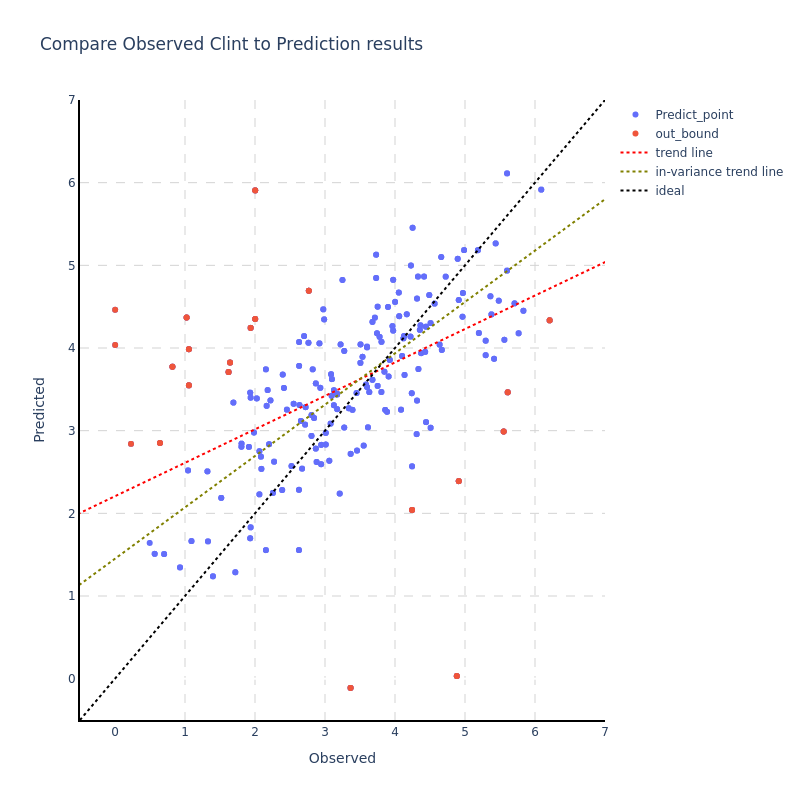 Compare Observed Clint to Prediction results
Predict_point
out_bound
trend line
in-variance trend line
ideal
7
6
5
4
3
2
1
0
Predicted
0 1 2 3 4 5 6 7
Observed